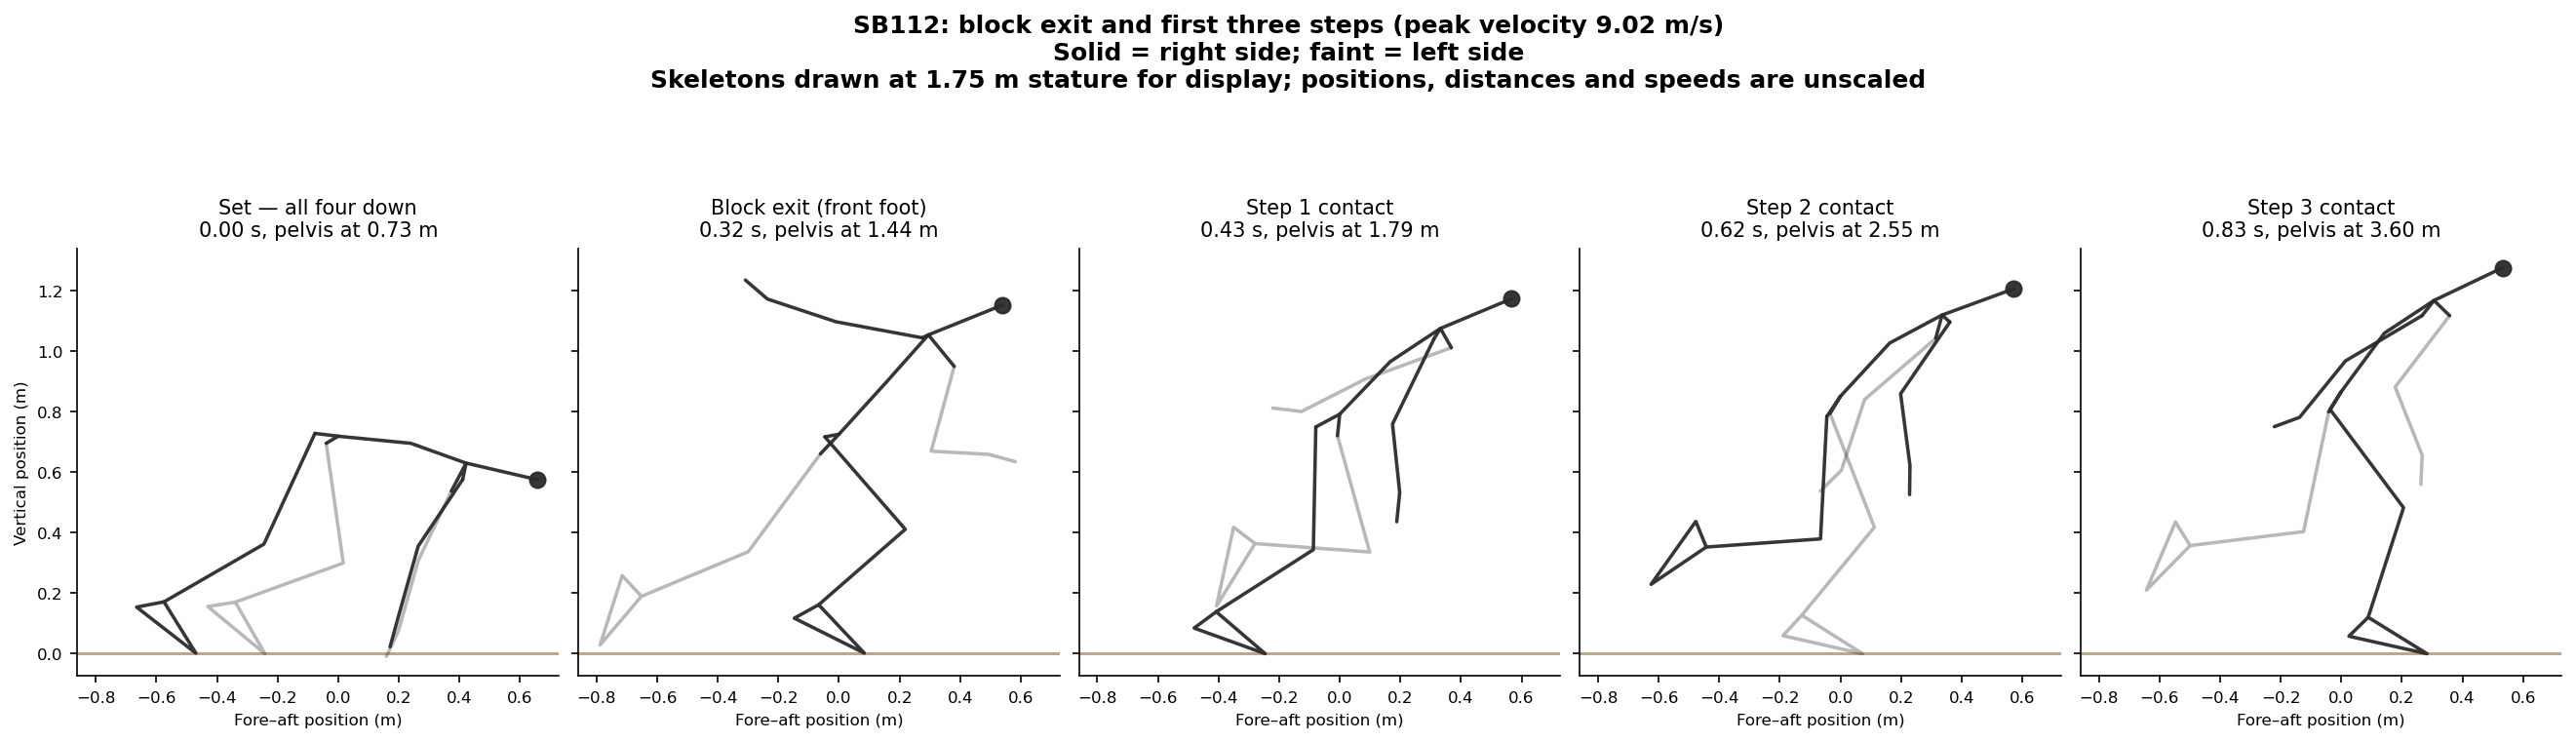 SB112: block exit and first three steps (peak velocity 9.02 m/s)
Solid = right side; faint = left side
Skeletons drawn at 1.75 m stature for display; positions, distances and speeds are unscaled
Set — all four down
0.00 s, pelvis at 0.73 m
Block exit (front foot)
0.32 s, pelvis at 1.44 m
Step 1 contact
0.43 s, pelvis at 1.79 m
Step 2 contact
0.62 s, pelvis at 2.55 m
Step 3 contact
0.83 s, pelvis at 3.60 m
Vertical position (m)
1.2
1.0
0.8
0.6
0.4
0.2
0.0
−0.8 −0.6 −0.4 −0.2 0.0 0.2 0.4 0.6
Fore–aft position (m)
−0.8 −0.6 −0.4 −0.2 0.0 0.2 0.4 0.6
Fore–aft position (m)
−0.8 −0.6 −0.4 −0.2 0.0 0.2 0.4 0.6
Fore–aft position (m)
−0.8 −0.6 −0.4 −0.2 0.0 0.2 0.4 0.6
Fore–aft position (m)
−0.8 −0.6 −0.4 −0.2 0.0 0.2 0.4 0.6
Fore–aft position (m)